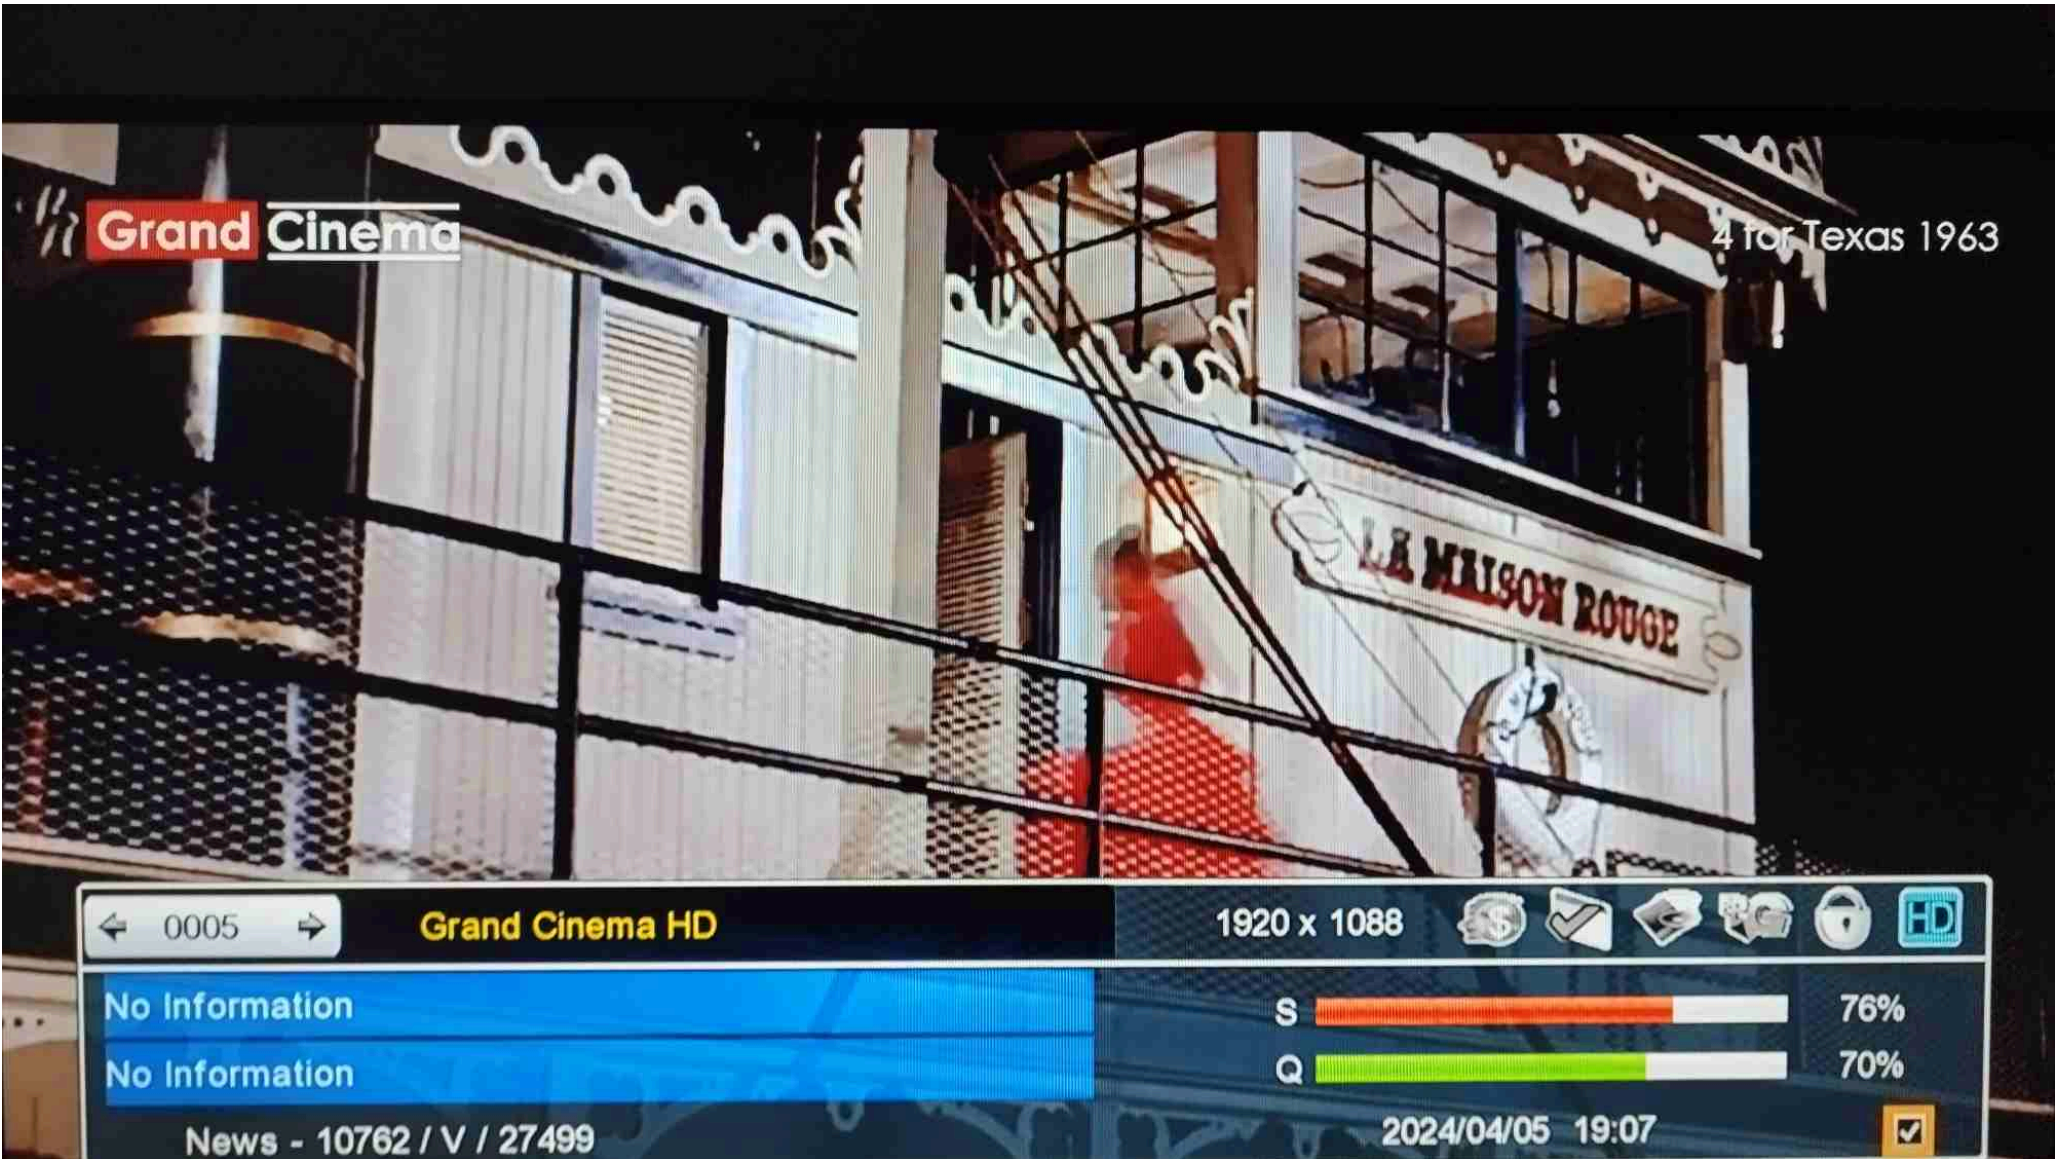 Grand Cinema
4 for Texas 1963
LA MAISON ROUGE
0005
Grand Cinema HD
1920 x 1088
HD
No Information
S 76%
No Information
Q 70%
News - 10762 / V / 27499
2024/04/05 19:07